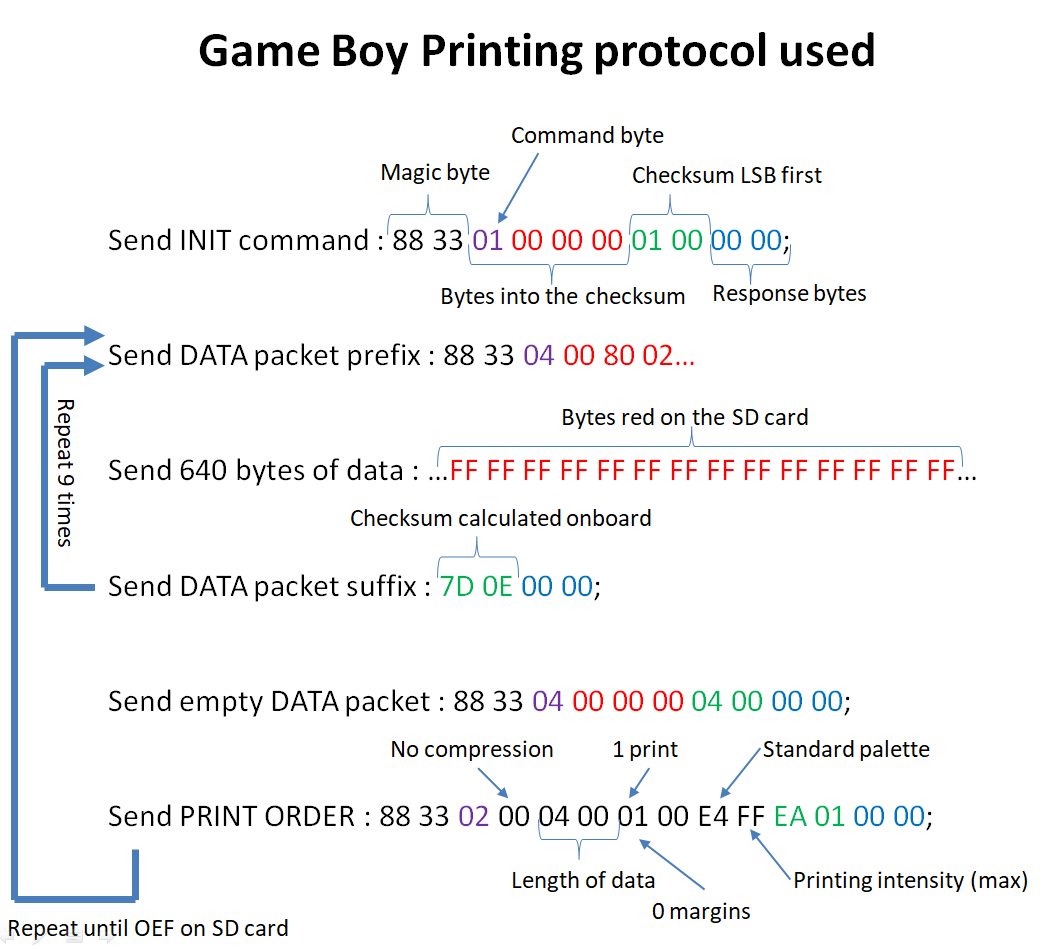 Game Boy Printing protocol used
Command byte
Magic byte
Checksum LSB first
Send INIT command : 88 33 01 00 00 00 01 00 00 00;
Bytes into the checksum
Response bytes
Send DATA packet prefix : 88 33 04 00 80 02...
Repeat 9 times
Bytes red on the SD card
Send 640 bytes of data : ...FF FF FF FF FF FF FF FF FF FF FF FF FF FF...
Checksum calculated onboard
Send DATA packet suffix : 7D 0E 00 00;
Send empty DATA packet : 88 33 04 00 00 00 04 00 00 00;
No compression
1 print
Standard palette
Send PRINT ORDER : 88 33 02 00 04 00 01 00 E4 FF EA 01 00 00;
Length of data
0 margins
Printing intensity (max)
Repeat until OEF on SD card